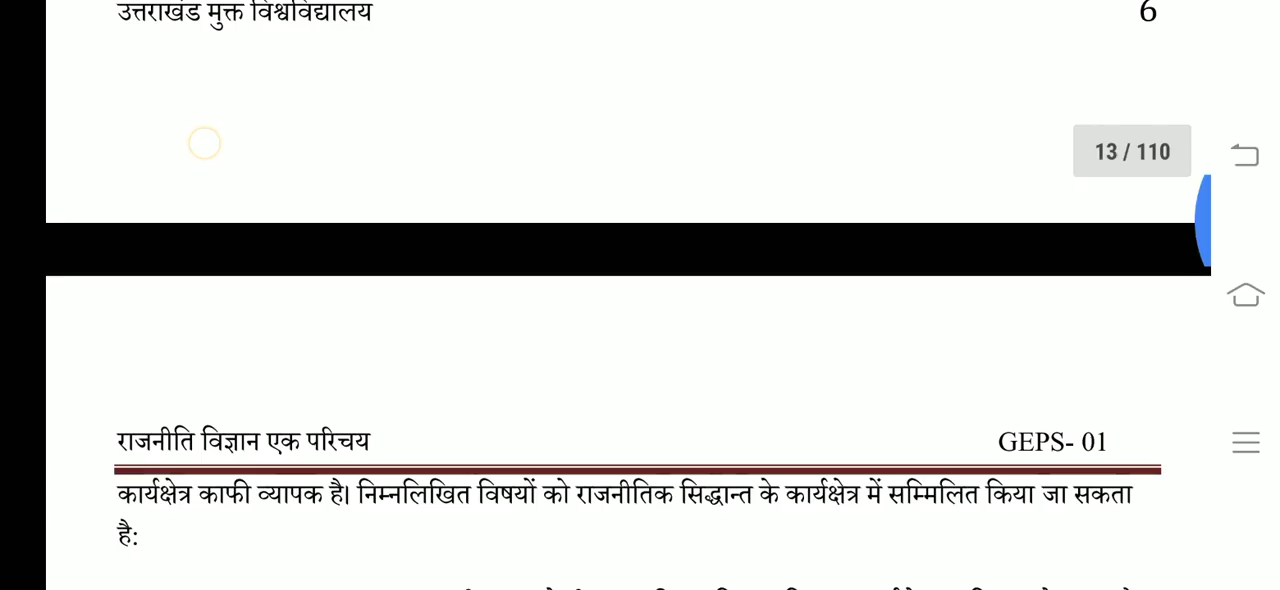 उत्तराखंड मुक्त विश्वविद्यालय 6
13 / 110
राजनीति विज्ञान एक परिचय GEPS- 01
कार्यक्षेत्र काफी व्यापक है। निम्नलिखित विषयों को राजनीतिक सिद्धान्त के कार्यक्षेत्र में सम्मिलित किया जा सकता
है: